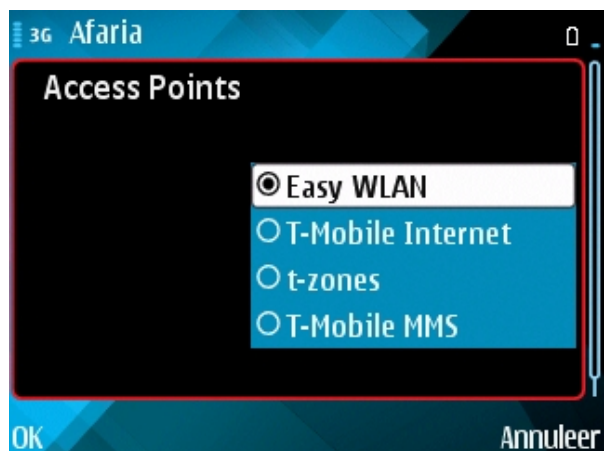 3G Afaria
Access Points
Easy WLAN
T-Mobile Internet
t-zones
T-Mobile MMS
OK Annuleer